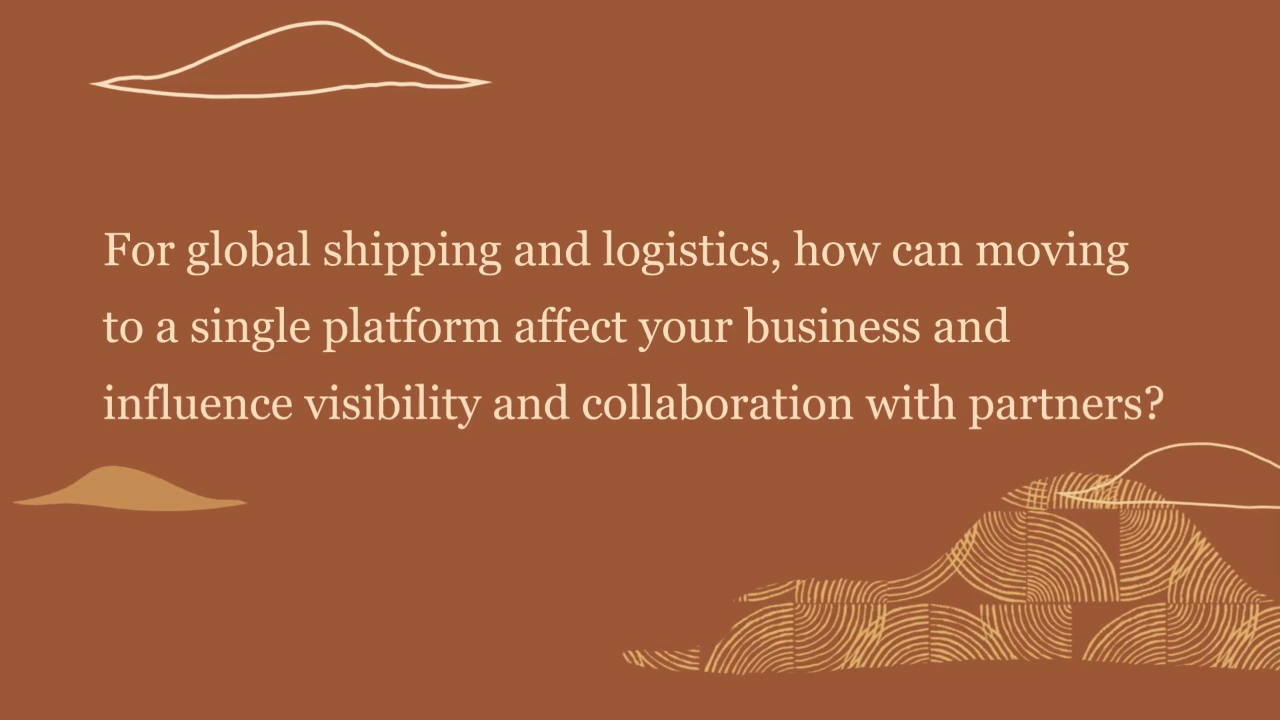 For global shipping and logistics, how can moving
to a single platform affect your business and
influence visibility and collaboration with partners?